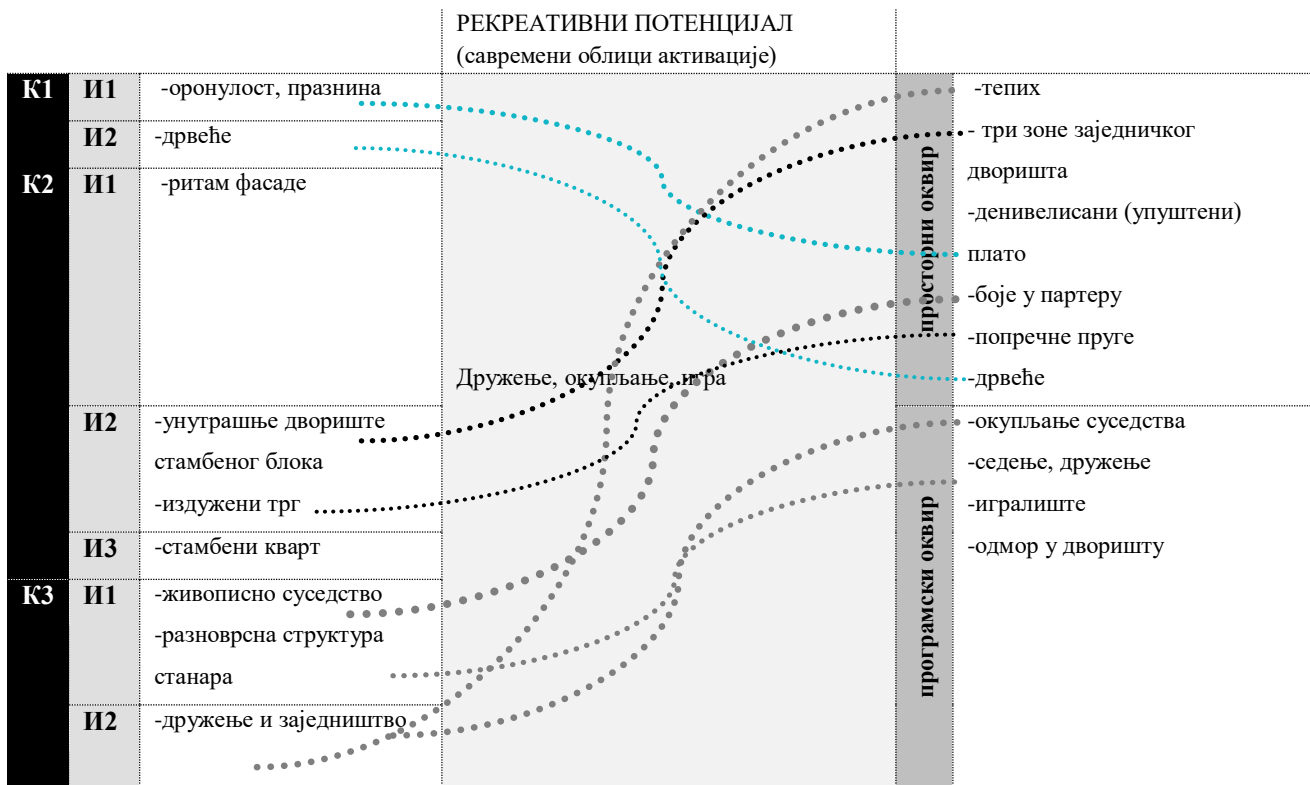 РЕКРЕАТИВНИ ПОТЕНЦИЈАЛ
(савремени облици активације)
К1 И1 -оронулост, празнина
И2 -дрвеће
К2 И1 -ритам фасаде
И2 -унутрашње двориште
стамбеног блока
-издужени трг
И3 -стамбени кварт
К3 И1 -живописно суседство
-разноврсна структура
станара
И2 -дружење и заједништво
Дружење, окупљање, игра
просторни оквир
-тепих
- три зоне заједничког
дворишта
-денивелисани (упуштени)
плато
-боје у партеру
-попречне пруге
-дрвеће
програмски оквир
-окупљање суседства
-седење, дружење
-игралиште
-одмор у дворишту